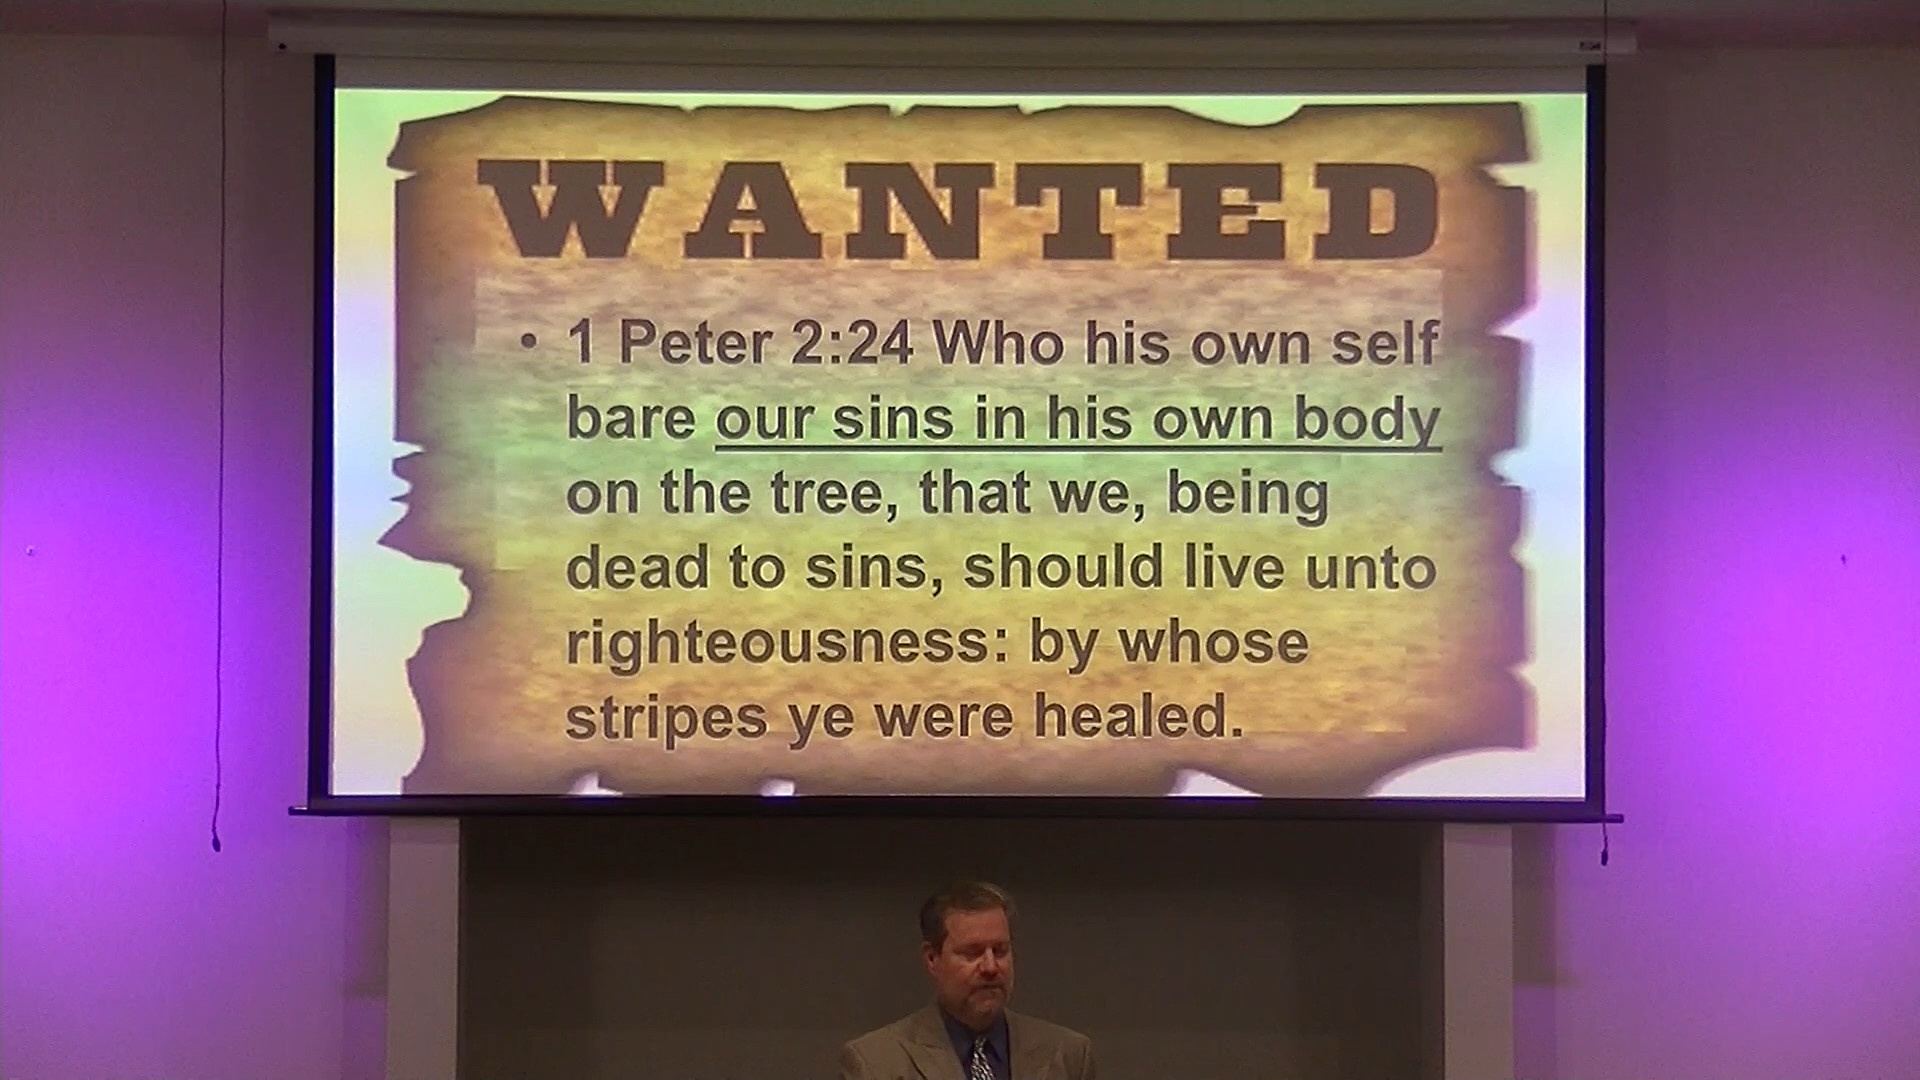 WANTED
• 1 Peter 2:24 Who his own self
bare our sins in his own body
on the tree, that we, being
dead to sins, should live unto
righteousness: by whose
stripes ye were healed.